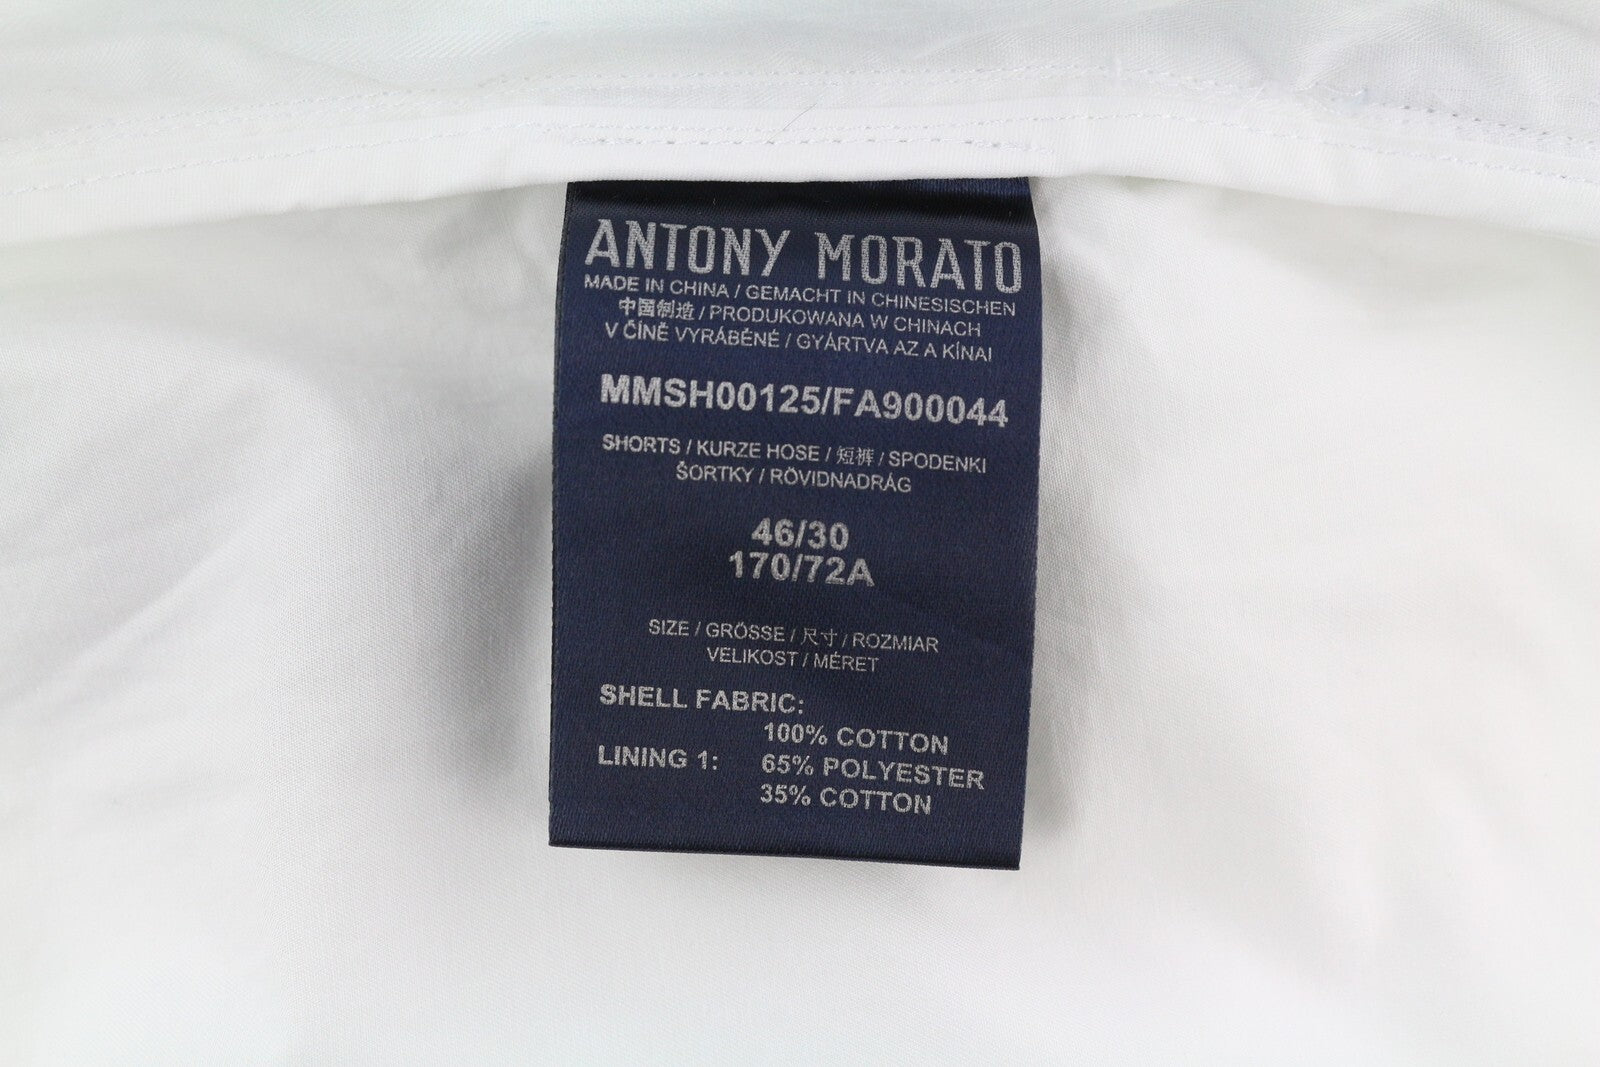 ANTONY MORATO
MADE IN CHINA / GEMACHT IN CHINESISCHEN
中国制造 / PRODUKOWANA W CHINACH
V ČÍNĚ VYRÁBĚNÉ / GYÁRTVA AZ A KÍNAI
MMSH00125/FA900044
SHORTS / KURZE HOSE / 短裤 / SPODENKI
ŠORTKY / RÖVIDNADRÁG
46/30
170/72A
SIZE / GRÖSSE / 尺寸 / ROZMIAR
VELIKOST / MÉRET
SHELL FABRIC:
100% COTTON
LINING 1: 65% POLYESTER
35% COTTON